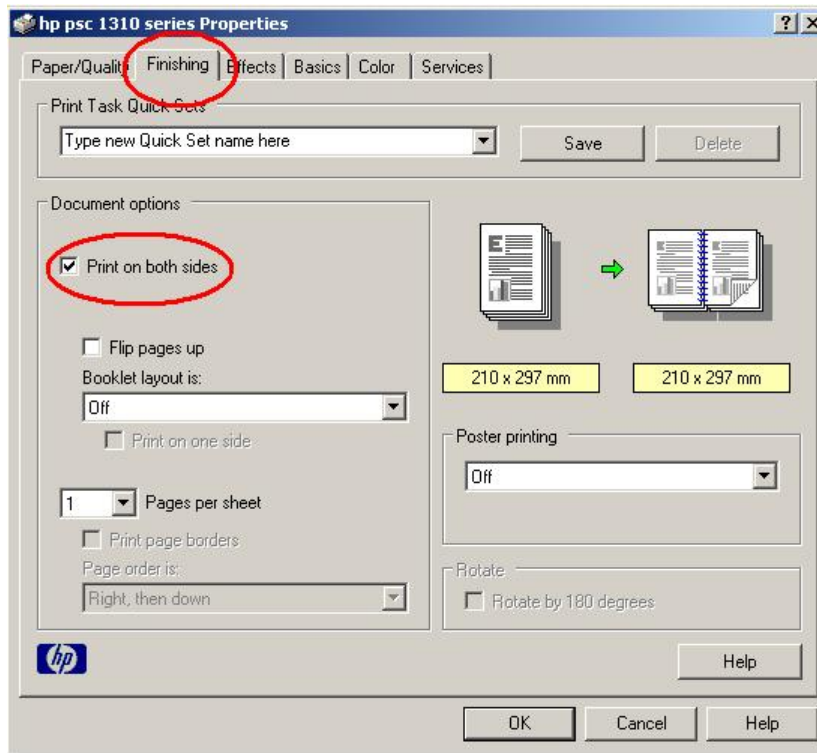 hp psc 1310 series Properties
Paper/Quality Finishing Effects Basics Color Services
Print Task Quick Sets
Type new Quick Set name here Save Delete
Document options
Print on both sides
Flip pages up
Booklet layout is:
Off
Print on one side
1 Pages per sheet
Print page borders
Page order is:
Right, then down
E
210 x 297 mm 210 x 297 mm
Poster printing
Off
Rotate
Rotate by 180 degrees
hp Help
OK Cancel Help